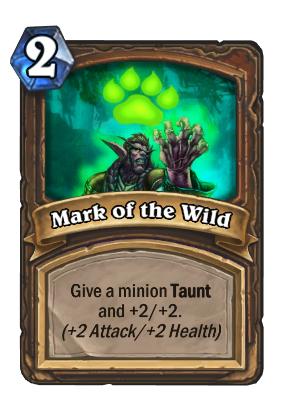 2
Mark of the Wild
Give a minion Taunt
and +2/+2.
(+2 Attack/+2 Health)